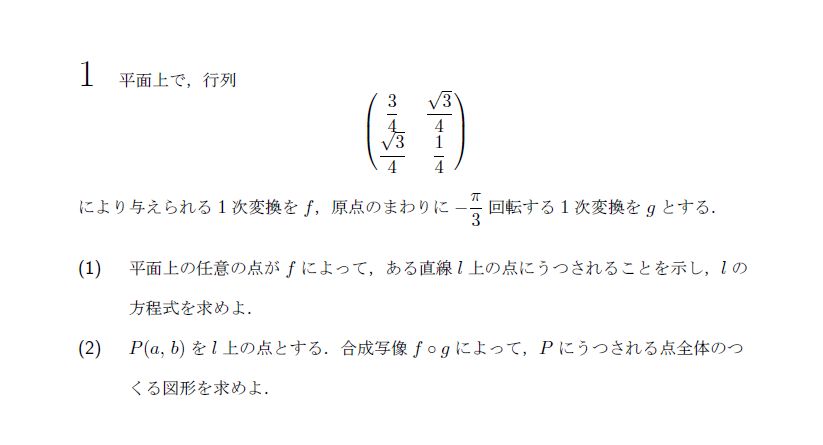 1 平面上で，行列
$$\begin{pmatrix} \dfrac{3}{4} & \dfrac{\sqrt{3}}{4} \\ \dfrac{\sqrt{3}}{4} & \dfrac{1}{4} \end{pmatrix}$$
により与えられる 1 次変換を $f$，原点のまわりに $-\dfrac{\pi}{3}$ 回転する 1 次変換を $g$ とする．
(1) 平面上の任意の点が $f$ によって，ある直線 $l$ 上の点にうつされることを示し，$l$ の
方程式を求めよ．
(2) $P(a, b)$ を $l$ 上の点とする．合成写像 $f \circ g$ によって，$P$ にうつされる点全体のつ
くる図形を求めよ．